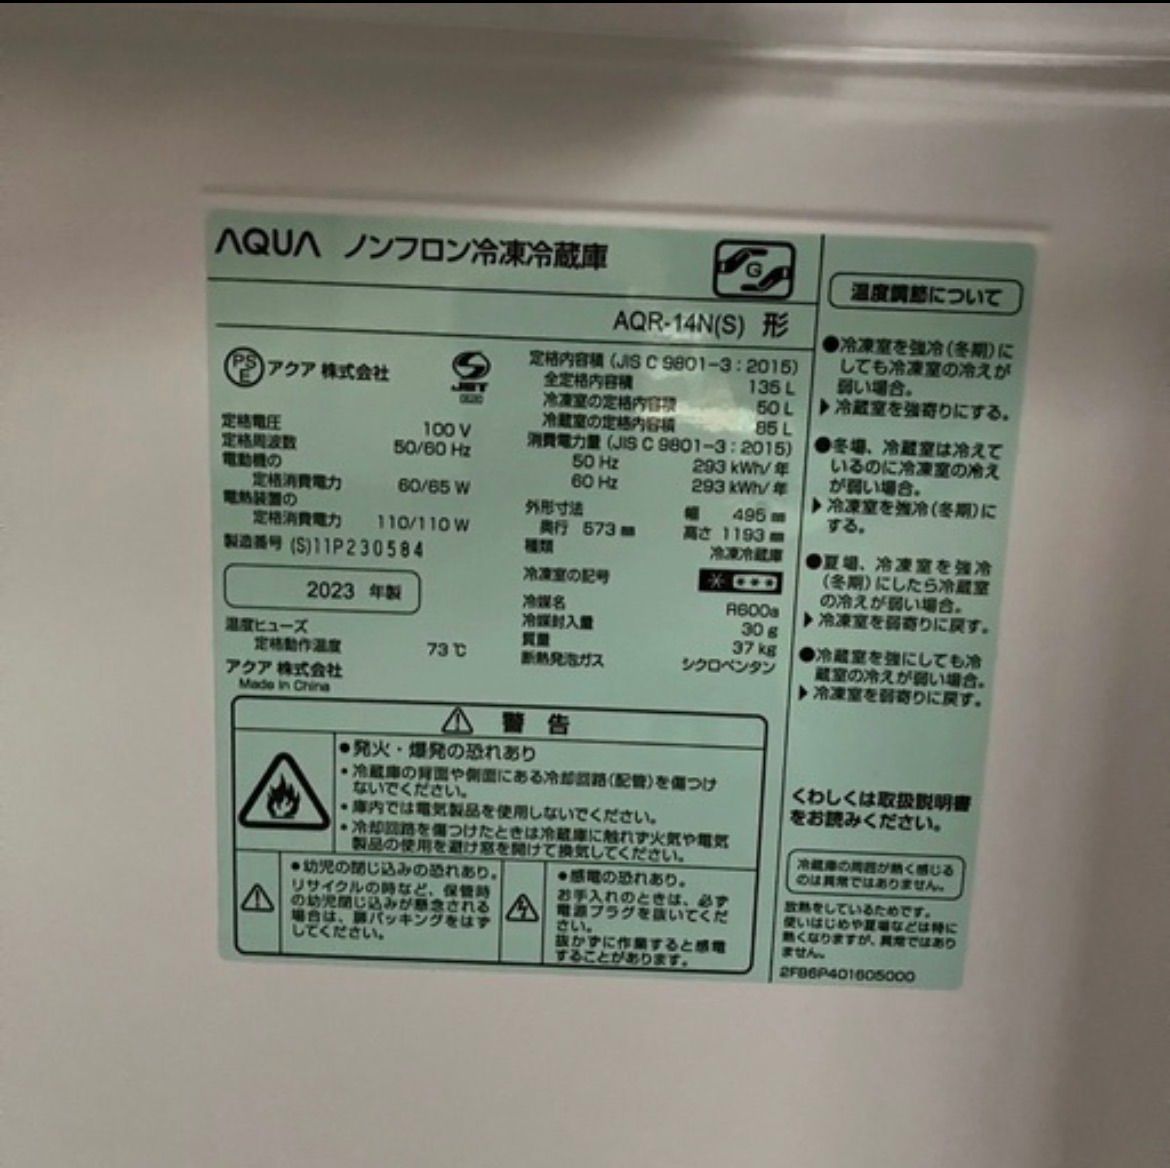 AQUA ノンフロン冷凍冷蔵庫
G
AQR-14N(S) 形
PSE アクア 株式会社
JET
定格電圧 100 V
定格周波数 50/60 Hz
電動機の
定格消費電力 60/65 W
電熱装置の
定格消費電力 110/110 W
製造番号 (S)11P230584
2023 年製
温度ヒューズ
定格動作温度 73℃
アクア 株式会社
Made in China
定格内容積 (JIS C 9801-3:2015)
全定格内容積 135 L
冷凍室の定格内容積 50 L
冷蔵室の定格内容積 85 L
消費電力量 (JIS C 9801-3:2015)
50 Hz 293 kWh/年
60 Hz 293 kWh/年
外形寸法 幅 495 mm
奥行 573 mm 高さ 1193 mm
種類 冷凍冷蔵庫
冷凍室の記号
冷媒名 R600a
冷媒封入量 30 g
質量 37 kg
断熱発泡ガス シクロペンタン
警告
●発火・爆発の恐れあり
・冷蔵庫の背面や側面にある冷却回路(配管)を傷つけ
ないでください。
・庫内では電気製品を使用しないでください。
・冷却回路を傷つけたときは冷蔵庫に触れず火気や電気
製品の使用を避け窓を開けて換気してください。
●幼児の閉じ込みの恐れあり。
リサイクルの時など、保管時
の幼児閉じ込みが懸念される
場合は、扉パッキングをはず
してください。
●感電の恐れあり。
お手入れのときは、必ず
電源プラグを抜いてくだ
さい。
抜かずに作業すると感電
することがあります。
温度調節について
●冷凍室を強冷(冬期)に
しても冷凍室の冷えが
弱い場合。
▶冷蔵室を強寄りにする。
●冬場、冷蔵室は冷えて
いるのに冷凍室の冷え
が弱い場合。
▶冷凍室を強冷(冬期)に
する。
●夏場、冷凍室を強冷
(冬期)にしたら冷蔵室
の冷えが弱い場合。
▶冷凍室を弱寄りに戻す。
●冷蔵室を強にしても冷
蔵室の冷えが弱い場合。
▶冷凍室を弱寄りに戻す。
くわしくは取扱説明書
をお読みください。
冷蔵庫の周囲が熱く感じる
のは異常ではありません。
放熱をしているためです。
使いはじめや夏場などは特に
熱くなりますが、異常ではあり
ません。
2FB6P401605000